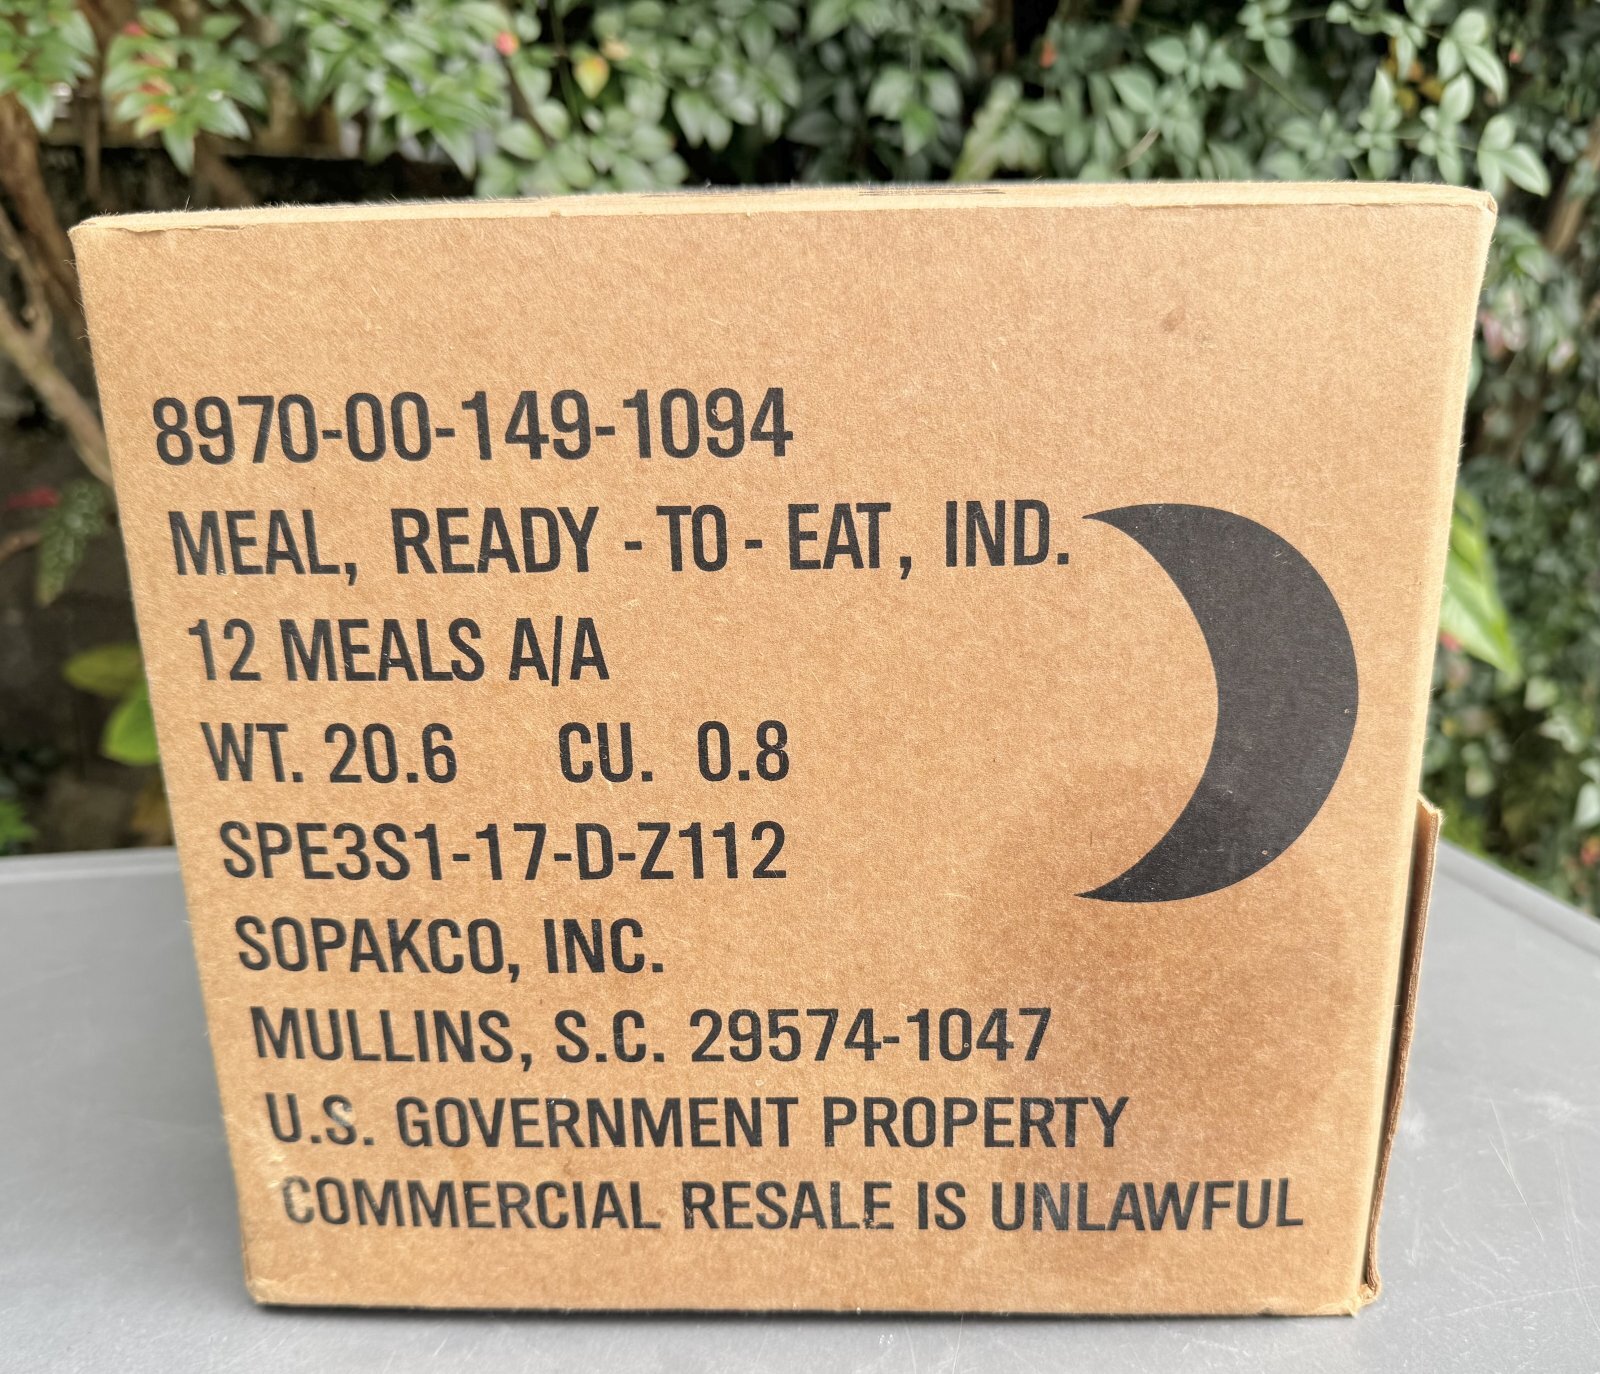 8970-00-149-1094
MEAL, READY - TO - EAT, IND.
12 MEALS A/A
WT. 20.6 CU. 0.8
SPE3S1-17-D-Z112
SOPAKCO, INC.
MULLINS, S.C. 29574-1047
U.S. GOVERNMENT PROPERTY
COMMERCIAL RESALE IS UNLAWFUL